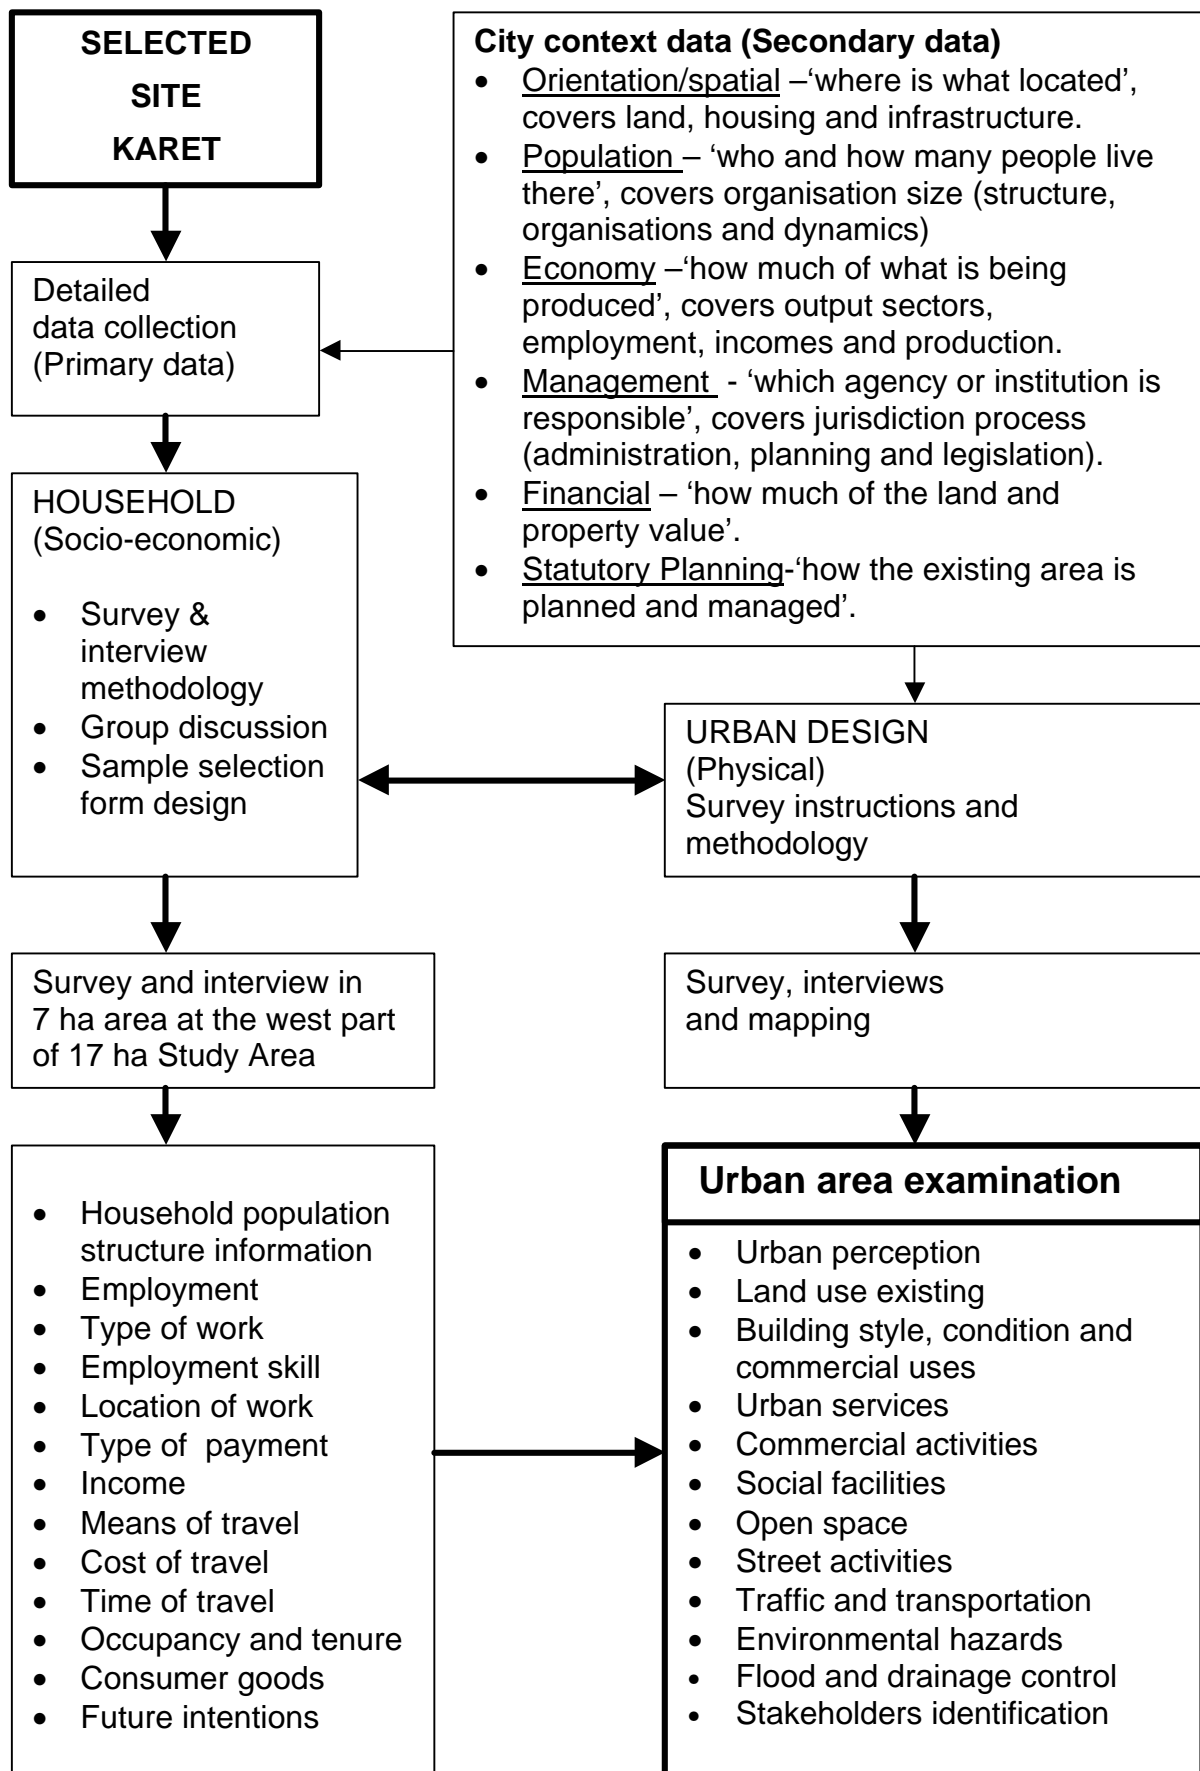 SELECTED
SITE
KARET
City context data (Secondary data)
• Orientation/spatial –‘where is what located’,
covers land, housing and infrastructure.
• Population – ‘who and how many people live
there’, covers organisation size (structure,
organisations and dynamics)
• Economy –‘how much of what is being
produced’, covers output sectors,
employment, incomes and production.
• Management - ‘which agency or institution is
responsible’, covers jurisdiction process
(administration, planning and legislation).
• Financial – ‘how much of the land and
property value’.
• Statutory Planning-‘how the existing area is
planned and managed’.
Detailed
data collection
(Primary data)
HOUSEHOLD
(Socio-economic)
• Survey &
interview
methodology
• Group discussion
• Sample selection
form design
URBAN DESIGN
(Physical)
Survey instructions and
methodology
Survey and interview in
7 ha area at the west part
of 17 ha Study Area
Survey, interviews
and mapping
• Household population
structure information
• Employment
• Type of work
• Employment skill
• Location of work
• Type of payment
• Income
• Means of travel
• Cost of travel
• Time of travel
• Occupancy and tenure
• Consumer goods
• Future intentions
Urban area examination
• Urban perception
• Land use existing
• Building style, condition and
commercial uses
• Urban services
• Commercial activities
• Social facilities
• Open space
• Street activities
• Traffic and transportation
• Environmental hazards
• Flood and drainage control
• Stakeholders identification